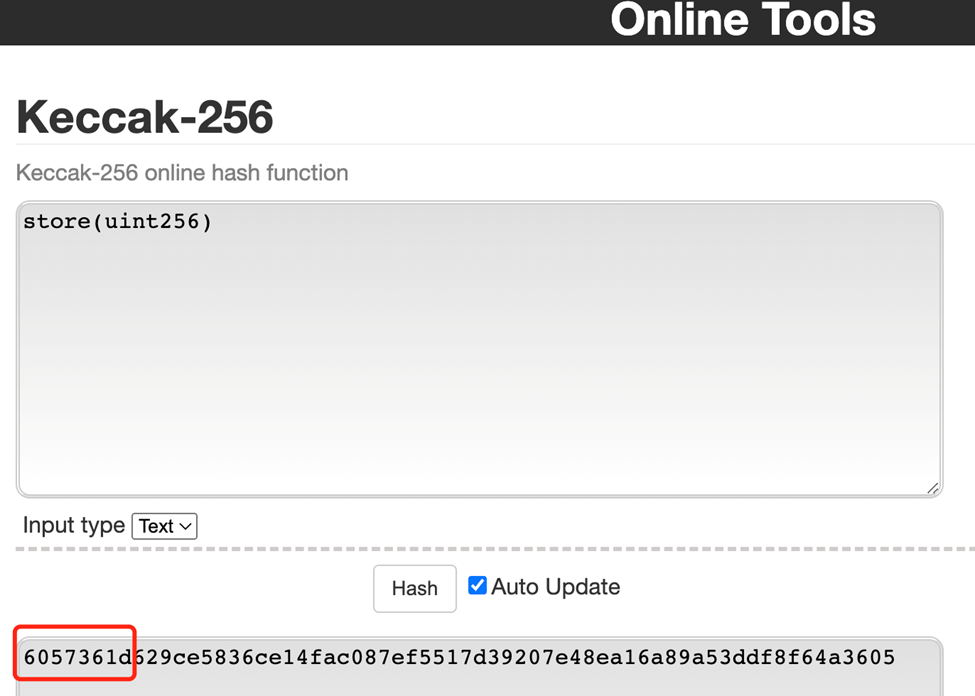 Online Tools
Keccak-256
Keccak-256 online hash function
store(uint256)
Input type Text
Hash Auto Update
6057361d629ce5836ce14fac087ef5517d39207e48ea16a89a53ddf8f64a3605